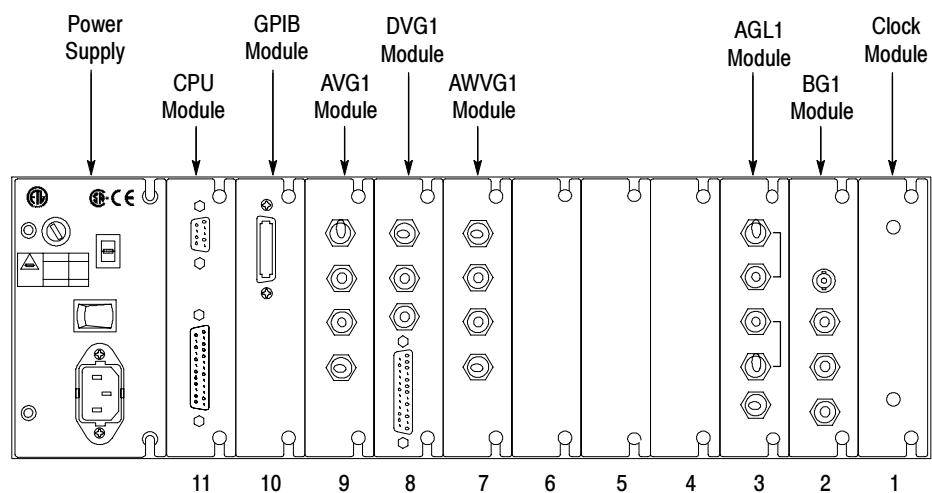 Power
Supply
CPU
Module
GPIB
Module
AVG1
Module
DVG1
Module
AWVG1
Module
AGL1
Module
BG1
Module
Clock
Module
11 10 9 8 7 6 5 4 3 2 1